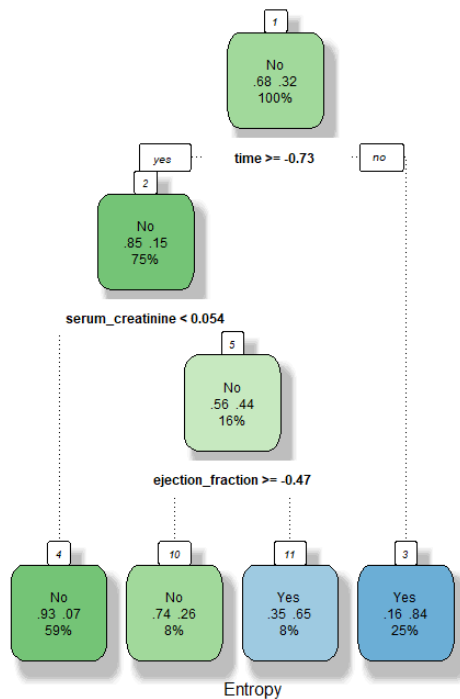 1
No
.68 .32
100%
yes
time >= -0.73
no
2
No
.85 .15
75%
serum_creatinine < 0.054
5
No
.56 .44
16%
ejection_fraction >= -0.47
4
No
.93 .07
59%
10
No
.74 .26
8%
11
Yes
.35 .65
8%
3
Yes
.16 .84
25%
Entropy